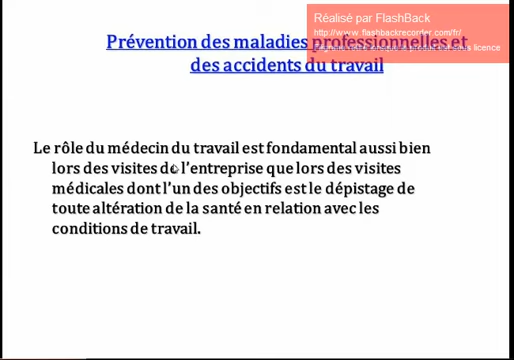 Réalisé par FlashBack
http://www.flashbackrecorder.com/fr/
Prévention des maladies professionnelles et
des accidents du travail
Le rôle du médecin du travail est fondamental aussi bien
lors des visites de l'entreprise que lors des visites
médicales dont l'un des objectifs est le dépistage de
toute altération de la santé en relation avec les
conditions de travail.